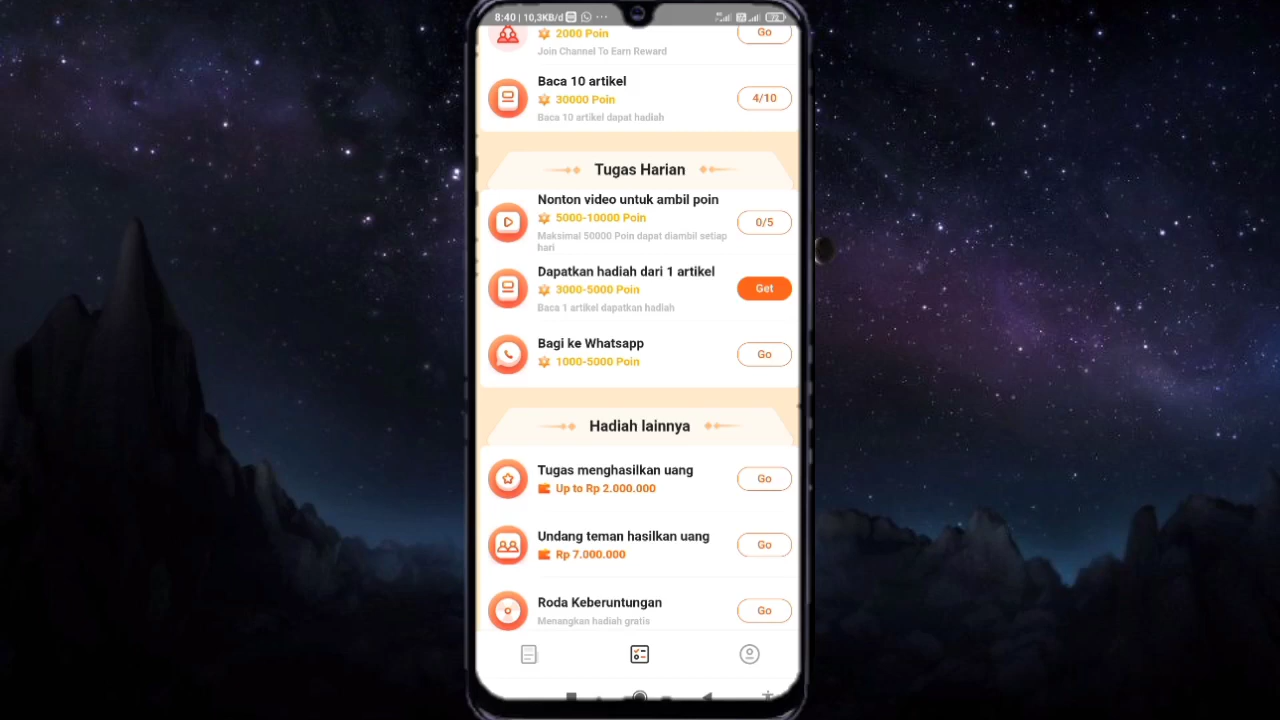 8:40 | 10,3KB/d ...
2000 Poin
Go
Join Channel To Earn Reward
Baca 10 artikel
30000 Poin
4/10
Baca 10 artikel dapat hadiah
Tugas Harian
Nonton video untuk ambil poin
5000-10000 Poin
0/5
Maksimal 50000 Poin dapat diambil setiap
hari
Dapatkan hadiah dari 1 artikel
3000-5000 Poin
Get
Baca 1 artikel dapatkan hadiah
Bagi ke Whatsapp
1000-5000 Poin
Go
Hadiah lainnya
Tugas menghasilkan uang
Up to Rp 2.000.000
Go
Undang teman hasilkan uang
Rp 7.000.000
Go
Roda Keberuntungan
Go
Menangkan hadiah gratis